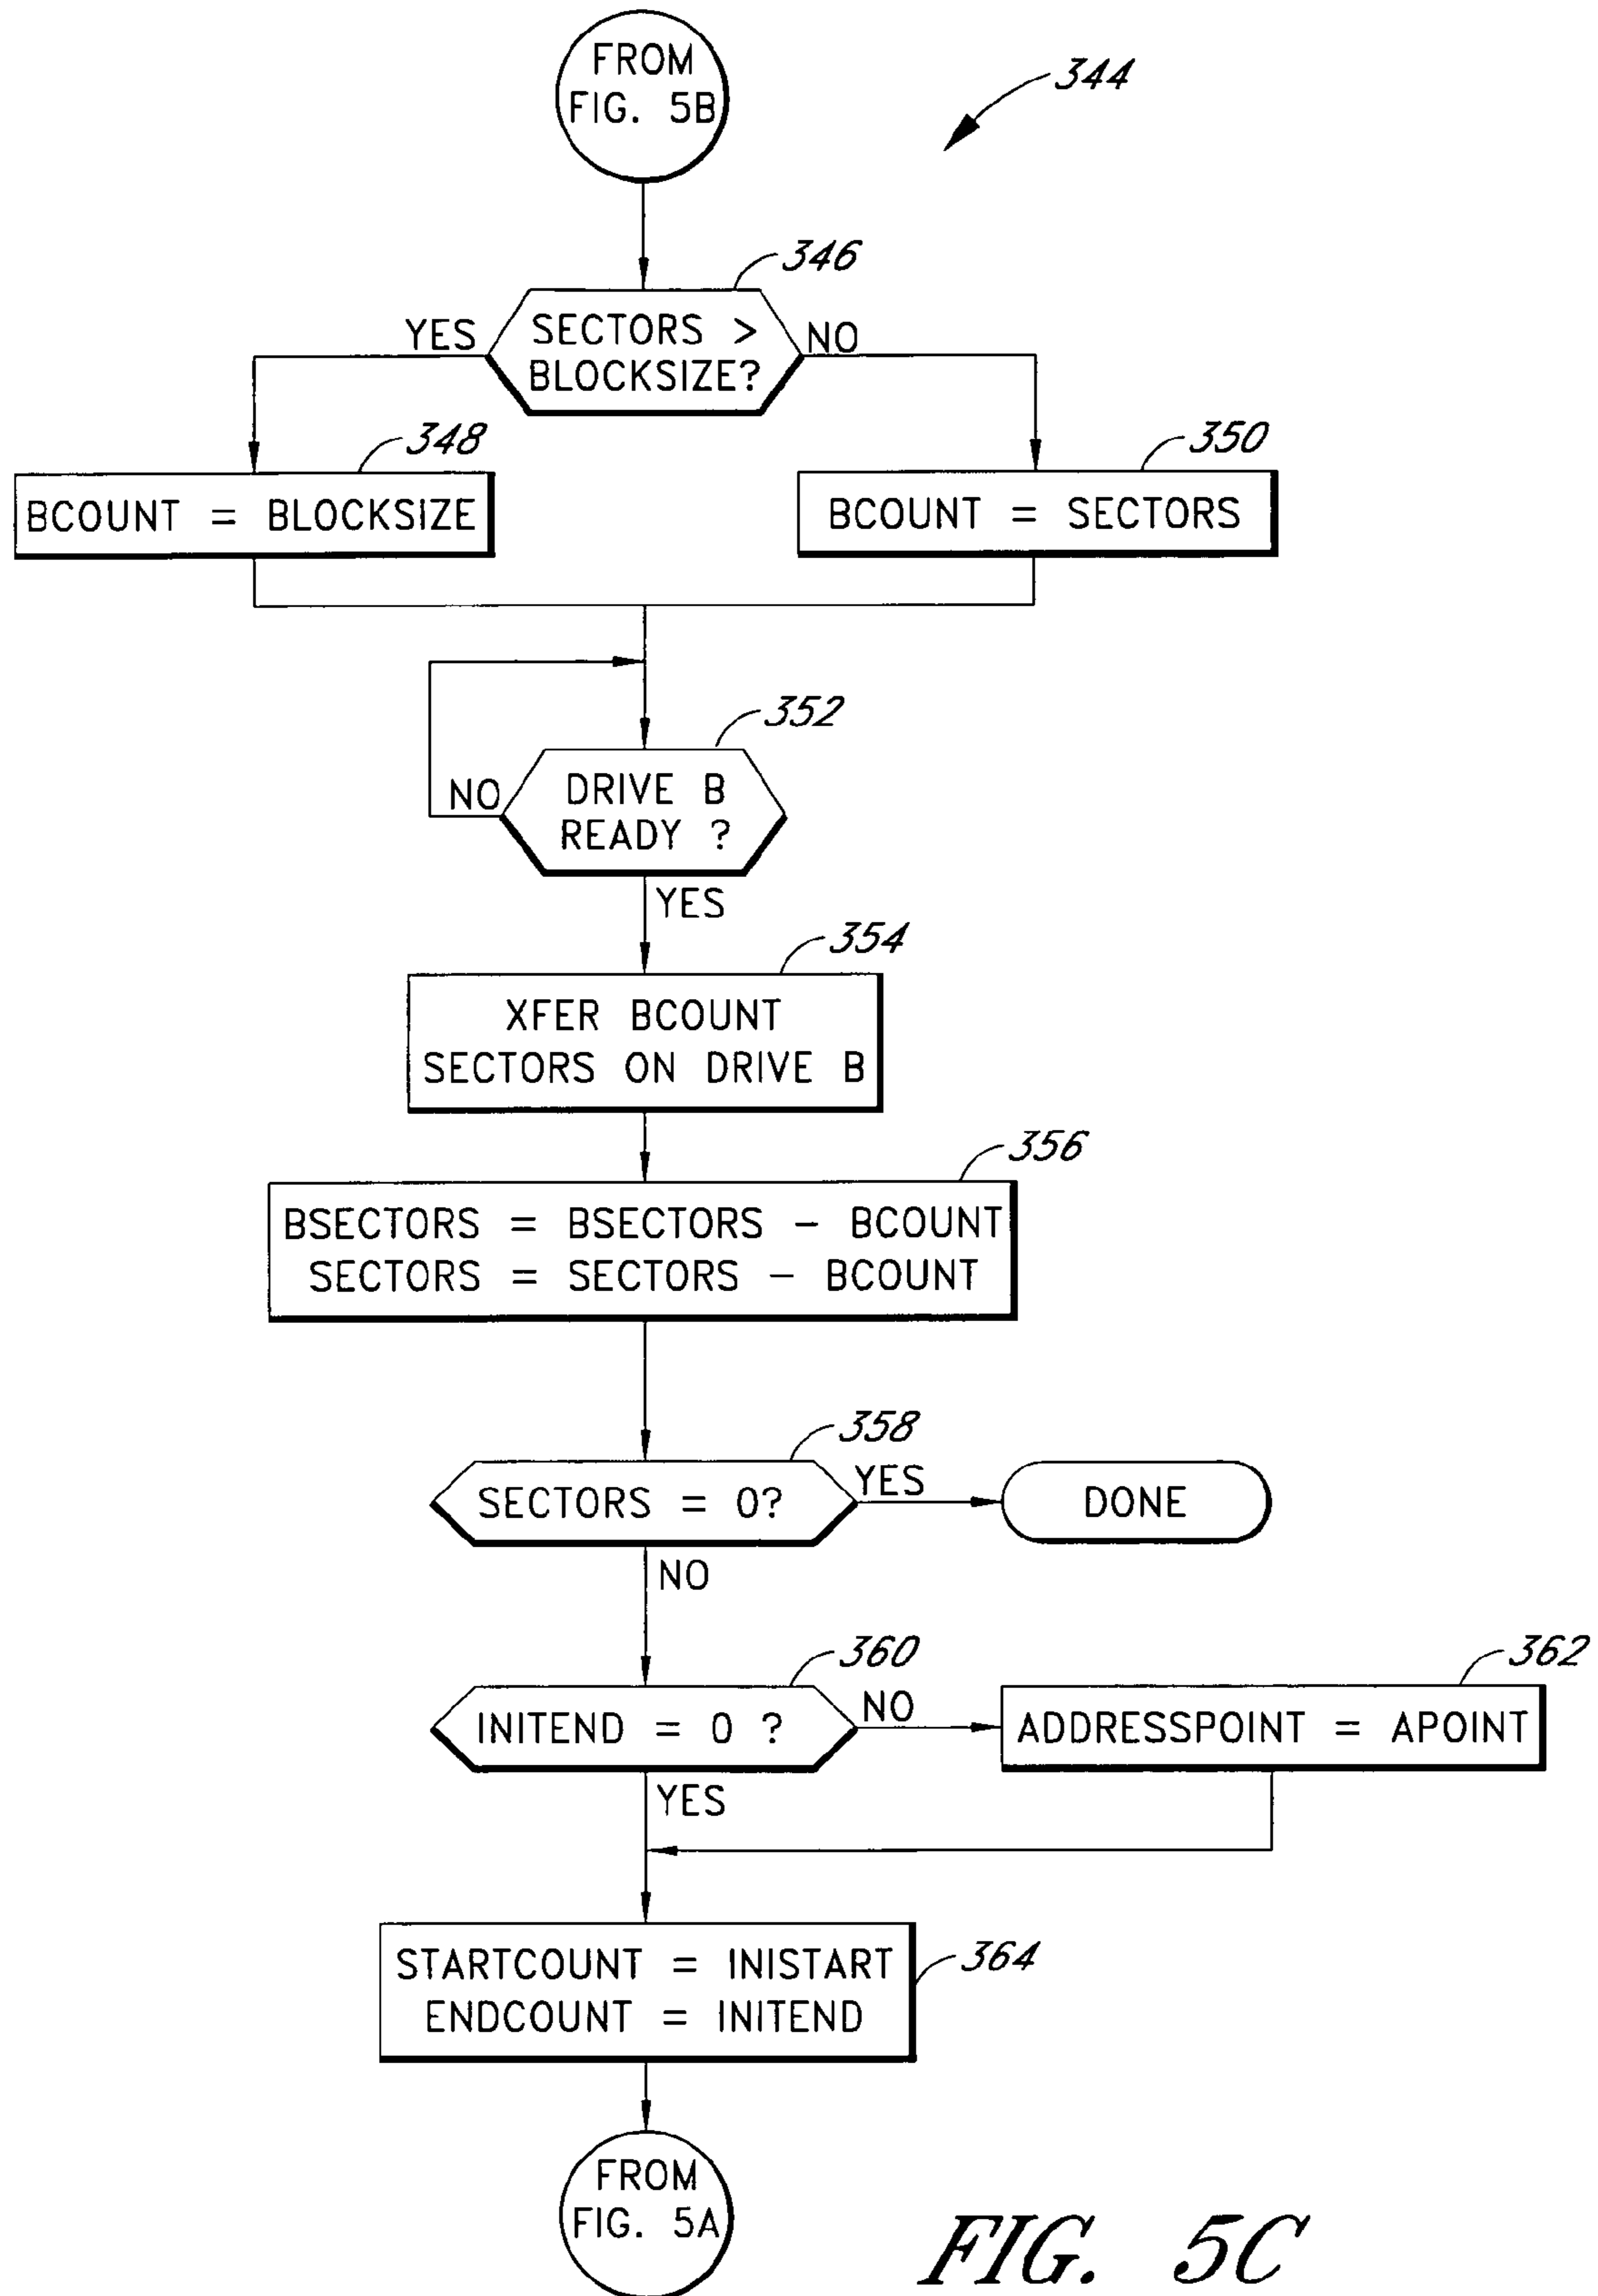 FROM
FIG. 5B
344
346
SECTORS >
BLOCKSIZE?
YES
NO
348
350
BCOUNT = BLOCKSIZE
BCOUNT = SECTORS
352
DRIVE B
READY ?
NO
YES
354
XFER BCOUNT
SECTORS ON DRIVE B
356
BSECTORS = BSECTORS - BCOUNT
SECTORS = SECTORS - BCOUNT
358
SECTORS = 0?
YES
DONE
NO
360
362
INITEND = 0 ?
NO
ADDRESSPOINT = APOINT
YES
STARTCOUNT = INISTART
ENDCOUNT = INITEND
364
FROM
FIG. 5A
FIG. 5C